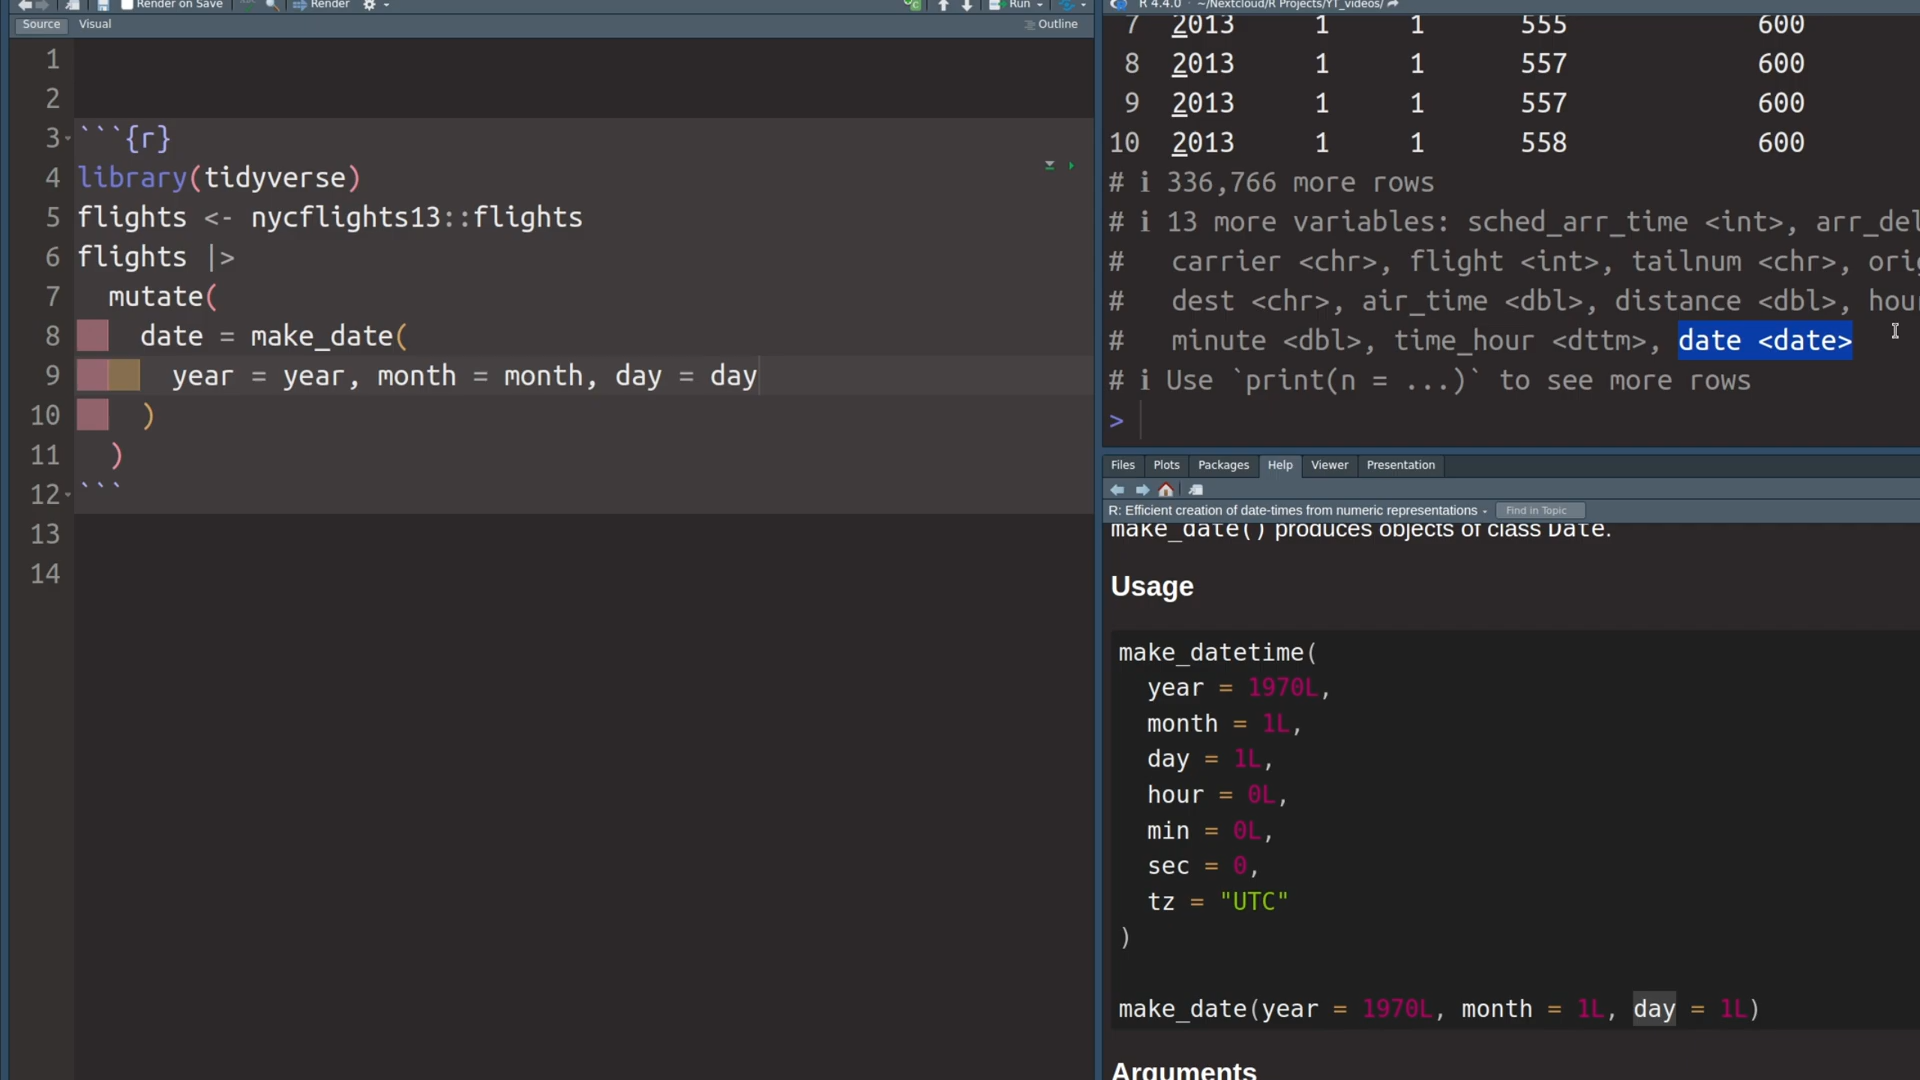 Render on Save
Render
Run
Source
Visual
Outline
1
2
3
```{r}
4
library(tidyverse)
5
flights <- nycflights13::flights
6
flights |>
7
mutate(
8
date = make_date(
9
year = year, month = month, day = day
10
)
11
)
12
```
13
14
R 4.4.0 · ~/Nextcloud/R Projects/YT_videos/
7 2013 1 1 555 600
8 2013 1 1 557 600
9 2013 1 1 557 600
10 2013 1 1 558 600
# i 336,766 more rows
# i 13 more variables: sched_arr_time <int>, arr_del
# carrier <chr>, flight <int>, tailnum <chr>, orig
# dest <chr>, air_time <dbl>, distance <dbl>, hour
# minute <dbl>, time_hour <dttm>, date <date>
# i Use `print(n = ...)` to see more rows
>
Files Plots Packages Help Viewer Presentation
R: Efficient creation of date-times from numeric representations
Find in Topic
make_date() produces objects of class Date.
Usage
make_datetime(
year = 1970L,
month = 1L,
day = 1L,
hour = 0L,
min = 0L,
sec = 0,
tz = "UTC"
)
make_date(year = 1970L, month = 1L, day = 1L)
Arguments